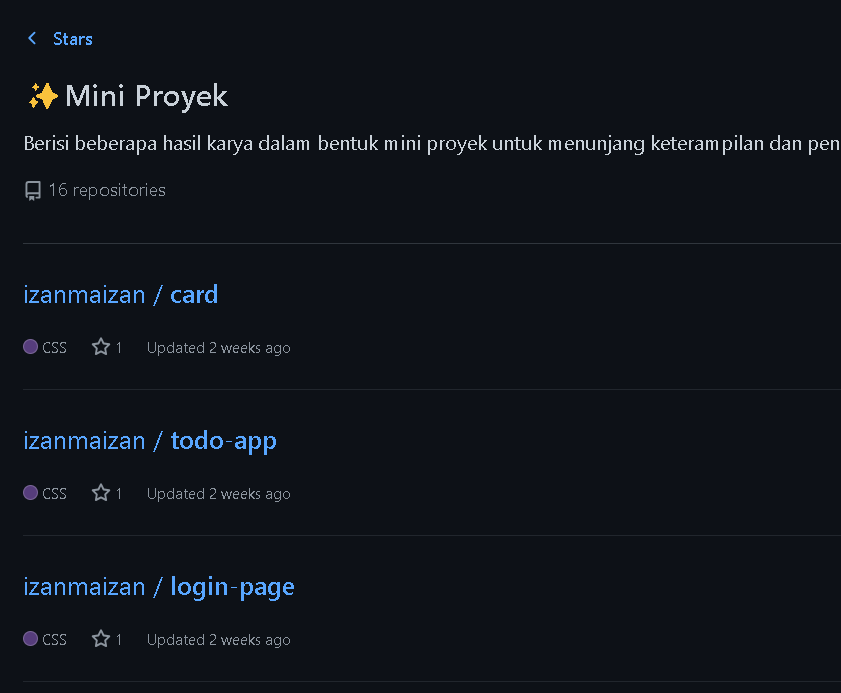 Stars
✨Mini Proyek
Berisi beberapa hasil karya dalam bentuk mini proyek untuk menunjang keterampilan dan pen
16 repositories
izanmaizan / card
CSS 1 Updated 2 weeks ago
izanmaizan / todo-app
CSS 1 Updated 2 weeks ago
izanmaizan / login-page
CSS 1 Updated 2 weeks ago